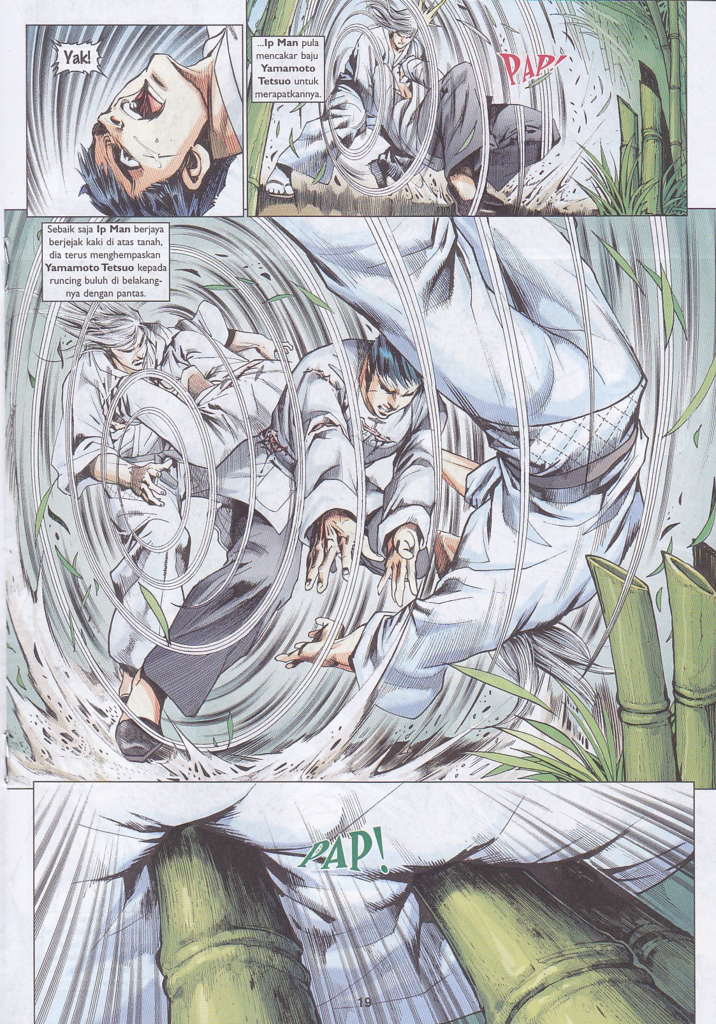 Yak!
...Ip Man pula
mencakar baju
Yamamoto
Tetsuo untuk
merapatkannya.
PAP!
Sebaik saja Ip Man berjaya
berjejak kaki di atas tanah,
dia terus menghempaskan
Yamamoto Tetsuo kepada
runcing buluh di belakang-
nya dengan pantas.
PAP!
19